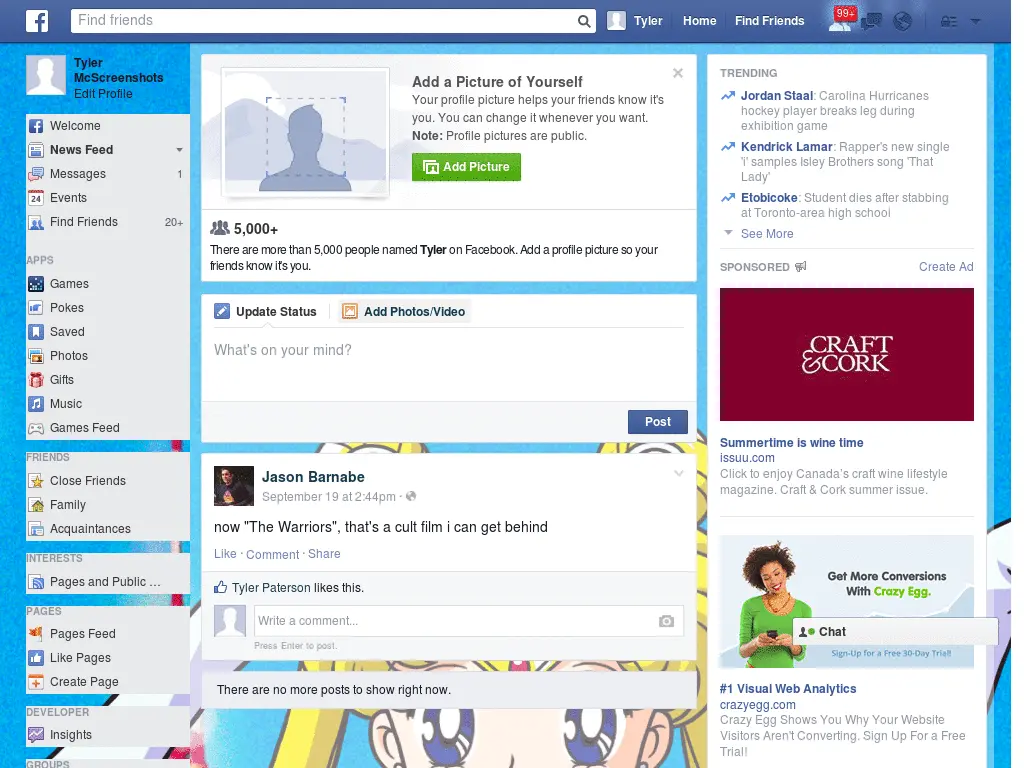 Find friends
Tyler
Home
Find Friends
99+
Tyler
McScreenshots
Edit Profile
Welcome
News Feed
Messages 1
24 Events
Find Friends 20+
APPS
Games
Pokes
Saved
Photos
Gifts
Music
Games Feed
FRIENDS
Close Friends
Family
Acquaintances
INTERESTS
Pages and Public ...
PAGES
Pages Feed
Like Pages
Create Page
DEVELOPER
Insights
GROUPS
Add a Picture of Yourself
Your profile picture helps your friends know it's
you. You can change it whenever you want.
Note: Profile pictures are public.
Add Picture
5,000+
There are more than 5,000 people named Tyler on Facebook. Add a profile picture so your
friends know it's you.
Update Status
Add Photos/Video
What's on your mind?
Post
Jason Barnabe
September 19 at 2:44pm ·
now "The Warriors", that's a cult film i can get behind
Like · Comment · Share
Tyler Paterson likes this.
Write a comment...
Press Enter to post.
There are no more posts to show right now.
TRENDING
Jordan Staal: Carolina Hurricanes
hockey player breaks leg during
exhibition game
Kendrick Lamar: Rapper's new single
'i' samples Isley Brothers song 'That
Lady'
Etobicoke: Student dies after stabbing
at Toronto-area high school
See More
SPONSORED
Create Ad
CRAFT
&CORK
Summertime is wine time
issuu.com
Click to enjoy Canada's craft wine lifestyle
magazine. Craft & Cork summer issue.
Get More Conversions
With Crazy Egg.
Chat
Sign-Up for a Free 30-Day Trial!
#1 Visual Web Analytics
crazyegg.com
Crazy Egg Shows You Why Your Website
Visitors Aren't Converting. Sign Up For a Free
Trial!